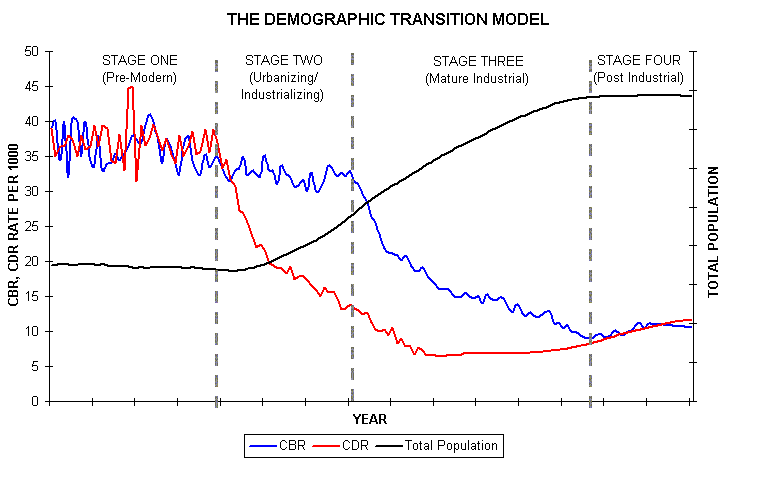 THE DEMOGRAPHIC TRANSITION MODEL
STAGE ONE
(Pre-Modern)
STAGE TWO
(Urbanizing/
Industrializing)
STAGE THREE
(Mature Industrial)
STAGE FOUR
(Post Industrial)
50
45
40
35
30
25
20
15
10
5
0
CBR, CDR RATE PER 1000
TOTAL POPULATION
YEAR
CBR
CDR
Total Population